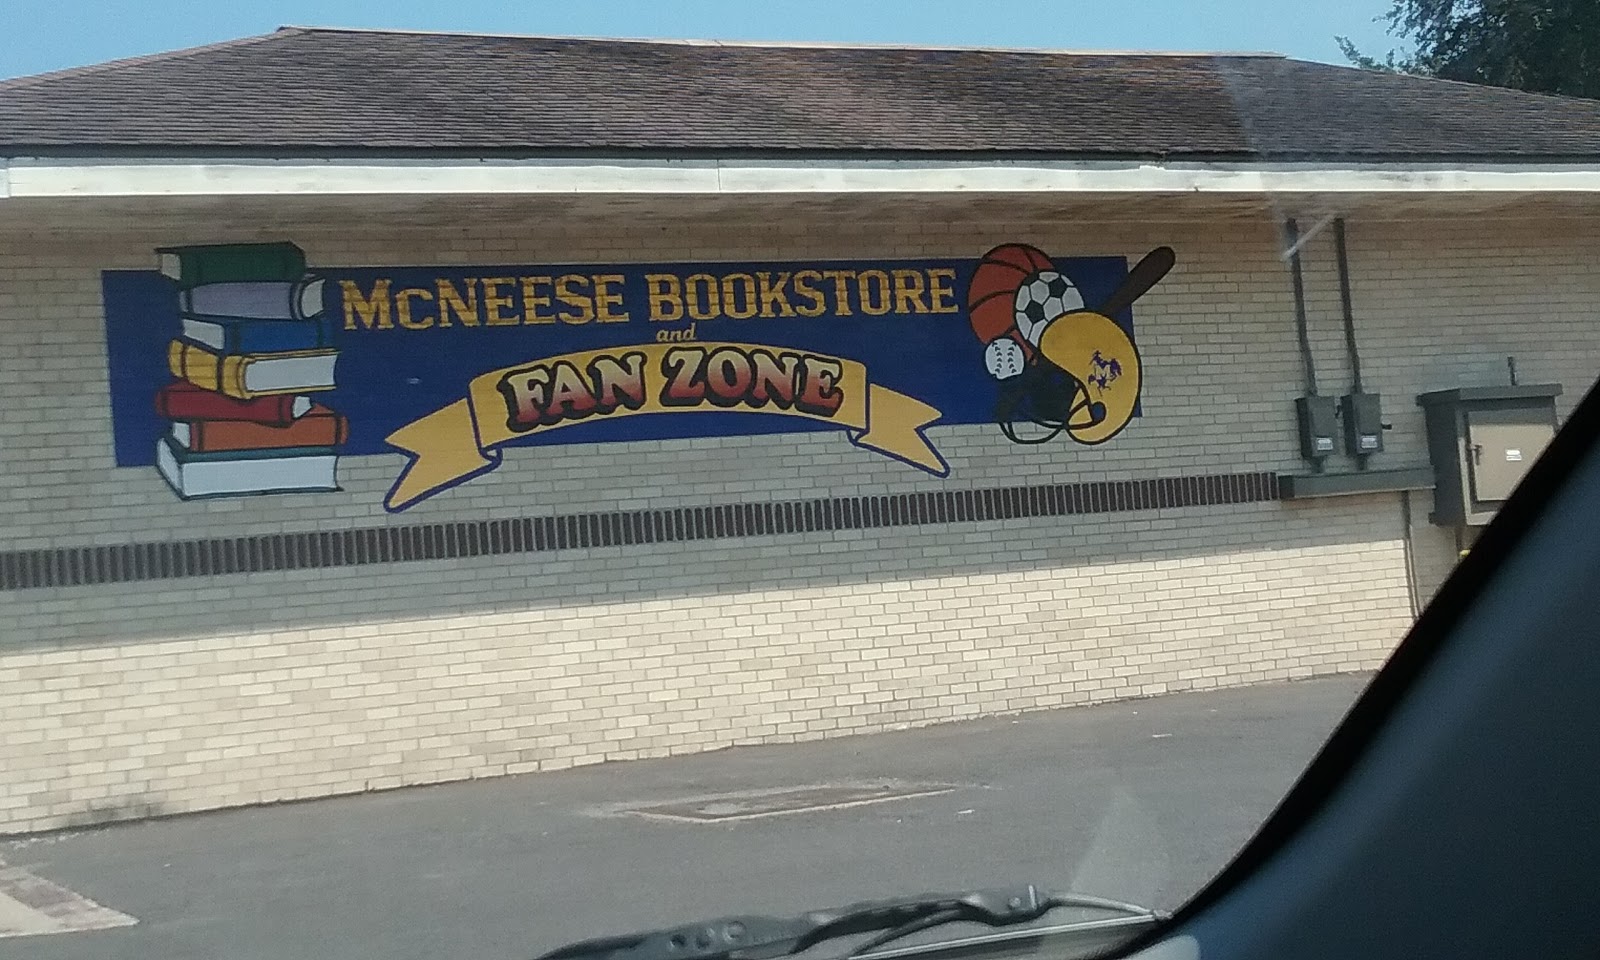 McNEESE BOOKSTORE
and
FAN ZONE